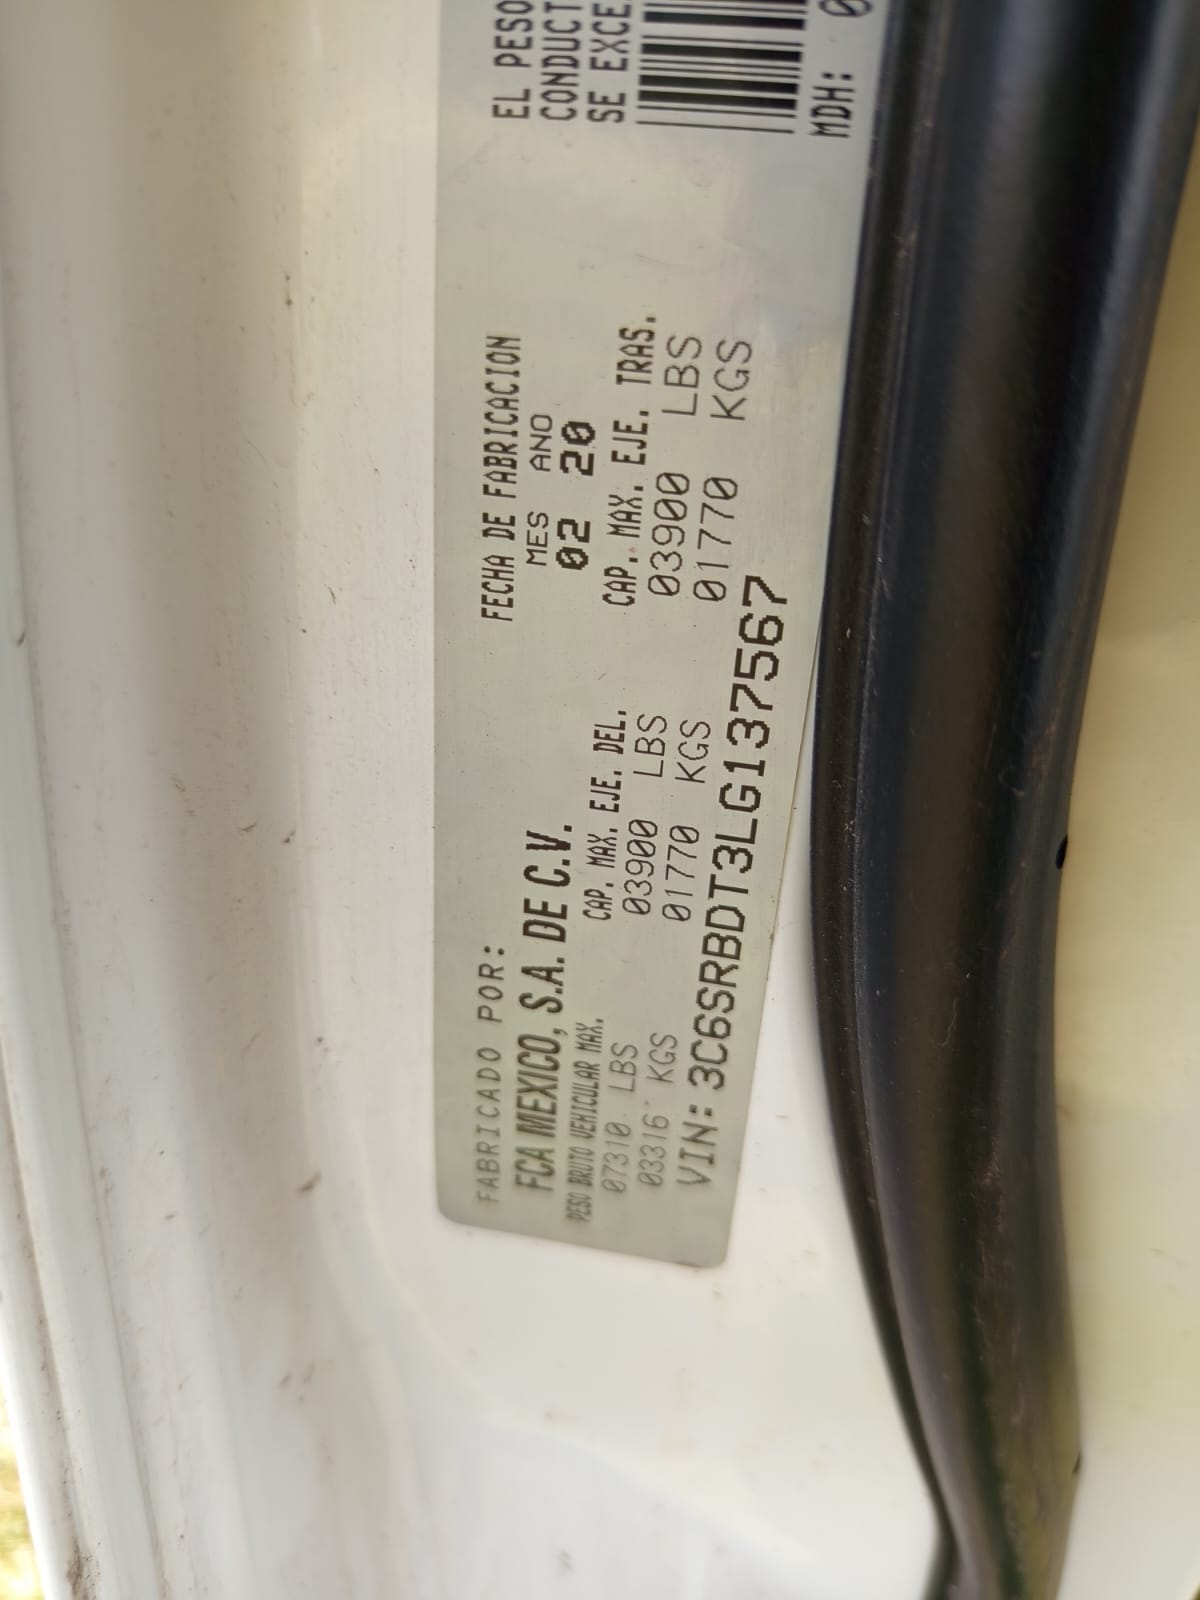 FABRICADO POR:
FCA MEXICO, S.A. DE C.V.
FECHA DE FABRICACION
MES ANO
02 20
PESO BRUTO VEHICULAR MAX.
07310 LBS
03316 KGS
CAP. MAX. EJE. DEL.
03900 LBS
01770 KGS
CAP. MAX. EJE. TRAS.
03900 LBS
01770 KGS
VIN: 3C6SRBDT3LG137567
EL PESO
SE EXCE
MDH: 0